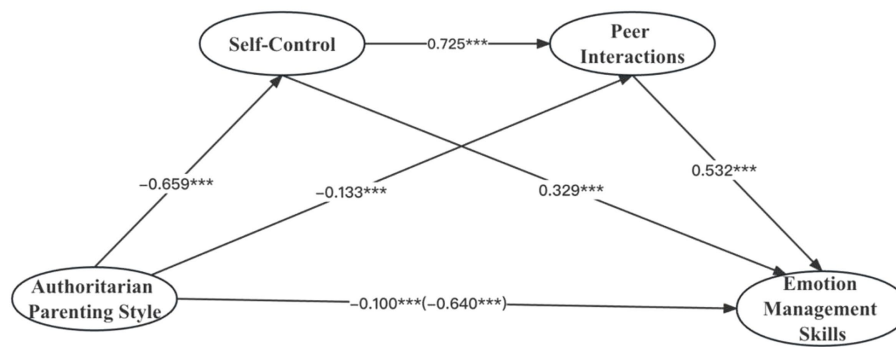 Self-Control
0.725***
Peer
Interactions
−0.659***
−0.133***
0.329***
0.532***
Authoritarian
Parenting Style
−0.100***(−0.640***)
Emotion
Management
Skills